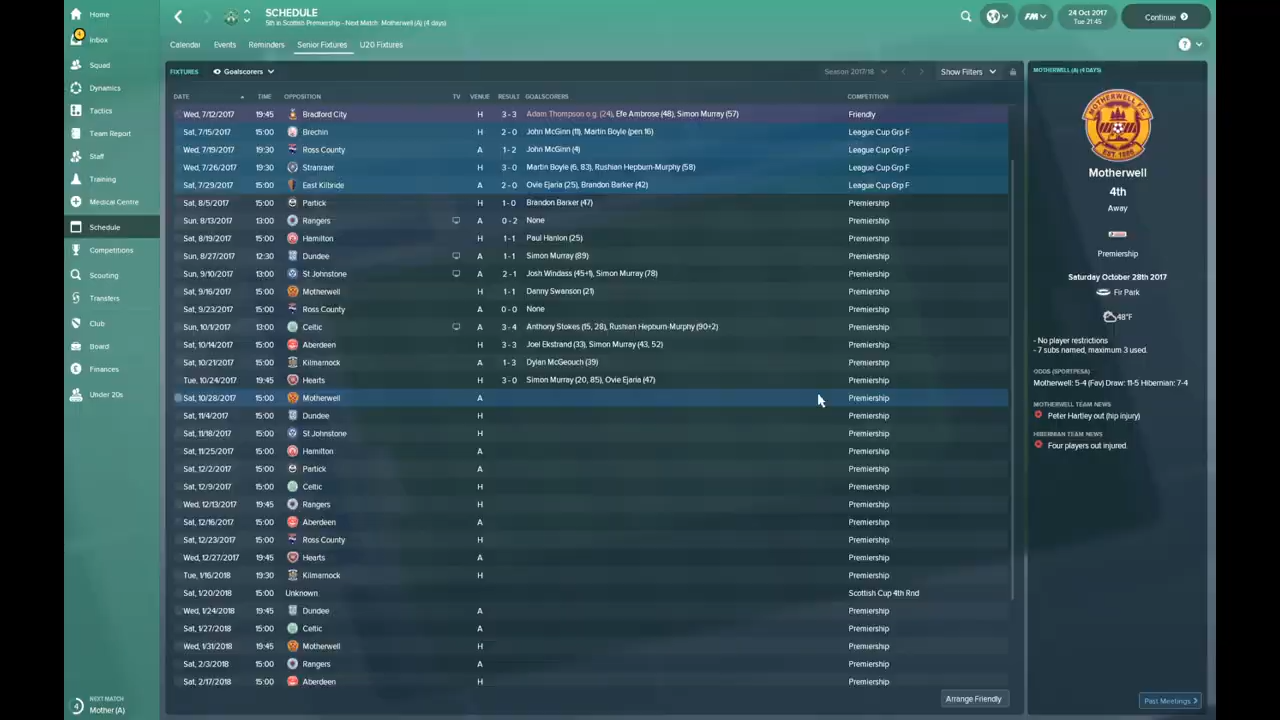 Home
Inbox
Squad
Dynamics
Tactics
Team Report
Staff
Training
Medical Centre
Schedule
Competitions
Scouting
Transfers
Club
Board
Finances
Under 20s
NEXT MATCH
4 Mother (A)
SCHEDULE
5th in Scottish Premiership - Next Match: Motherwell (A) (4 days)
FM
24 Oct 2017
Tue 21:45
Continue
Calendar Events Reminders Senior Fixtures U20 Fixtures
?
FIXTURES Goalscorers Season 2017/18 Show Filters
DATE TIME OPPOSITION TV VENUE RESULT GOALSCORERS COMPETITION
Wed, 7/12/2017 19:45 Bradford City H 3 - 3 Adam Thompson o.g. (24), Efe Ambrose (48), Simon Murray (57) Friendly
Sat, 7/15/2017 15:00 Brechin H 2 - 0 John McGinn (11), Martin Boyle (pen 16) League Cup Grp F
Wed, 7/19/2017 19:30 Ross County A 1 - 2 John McGinn (4) League Cup Grp F
Wed, 7/26/2017 19:30 Stranraer H 3 - 0 Martin Boyle (6, 83), Rushian Hepburn-Murphy (58) League Cup Grp F
Sat, 7/29/2017 15:00 East Kilbride A 2 - 0 Ovie Ejaria (25), Brandon Barker (42) League Cup Grp F
Sat, 8/5/2017 15:00 Partick H 1 - 0 Brandon Barker (47) Premiership
Sun, 8/13/2017 13:00 Rangers A 0 - 2 None Premiership
Sat, 8/19/2017 15:00 Hamilton H 1 - 1 Paul Hanlon (25) Premiership
Sun, 8/27/2017 12:30 Dundee A 1 - 1 Simon Murray (89) Premiership
Sun, 9/10/2017 13:00 St Johnstone A 2 - 1 Josh Windass (45+1), Simon Murray (78) Premiership
Sat, 9/16/2017 15:00 Motherwell H 1 - 1 Danny Swanson (21) Premiership
Sat, 9/23/2017 15:00 Ross County A 0 - 0 None Premiership
Sun, 10/1/2017 13:00 Celtic A 3 - 4 Anthony Stokes (15, 28), Rushian Hepburn-Murphy (90+2) Premiership
Sat, 10/14/2017 15:00 Aberdeen H 3 - 3 Joel Ekstrand (33), Simon Murray (43, 52) Premiership
Sat, 10/21/2017 15:00 Kilmarnock A 1 - 3 Dylan McGeouch (39) Premiership
Tue, 10/24/2017 19:45 Hearts H 3 - 0 Simon Murray (20, 85), Ovie Ejaria (47) Premiership
Sat, 10/28/2017 15:00 Motherwell A Premiership
Sat, 11/4/2017 15:00 Dundee H Premiership
Sat, 11/18/2017 15:00 St Johnstone H Premiership
Sat, 11/25/2017 15:00 Hamilton A Premiership
Sat, 12/2/2017 15:00 Partick A Premiership
Sat, 12/9/2017 15:00 Celtic H Premiership
Wed, 12/13/2017 19:45 Rangers H Premiership
Sat, 12/16/2017 15:00 Aberdeen A Premiership
Sat, 12/23/2017 15:00 Ross County H Premiership
Wed, 12/27/2017 19:45 Hearts A Premiership
Tue, 1/16/2018 19:30 Kilmarnock H Premiership
Sat, 1/20/2018 15:00 Unknown Scottish Cup 4th Rnd
Wed, 1/24/2018 19:45 Dundee A Premiership
Sat, 1/27/2018 15:00 Celtic A Premiership
Wed, 1/31/2018 19:45 Motherwell H Premiership
Sat, 2/3/2018 15:00 Rangers A Premiership
Sat, 2/17/2018 15:00 Aberdeen H Premiership
Arrange Friendly
MOTHERWELL (A) (4 DAYS)
MOTHERWELL F.C.
EST. 1886
Motherwell
4th
Away
Premiership
Saturday October 28th 2017
Fir Park
48°F
- No player restrictions
- 7 subs named, maximum 3 used.
ODDS (SPORTPESA)
Motherwell: 5-4 (Fav) Draw: 11-5 Hibernian: 7-4
MOTHERWELL TEAM NEWS
Peter Hartley out (hip injury)
HIBERNIAN TEAM NEWS
Four players out injured.
Past Meetings >